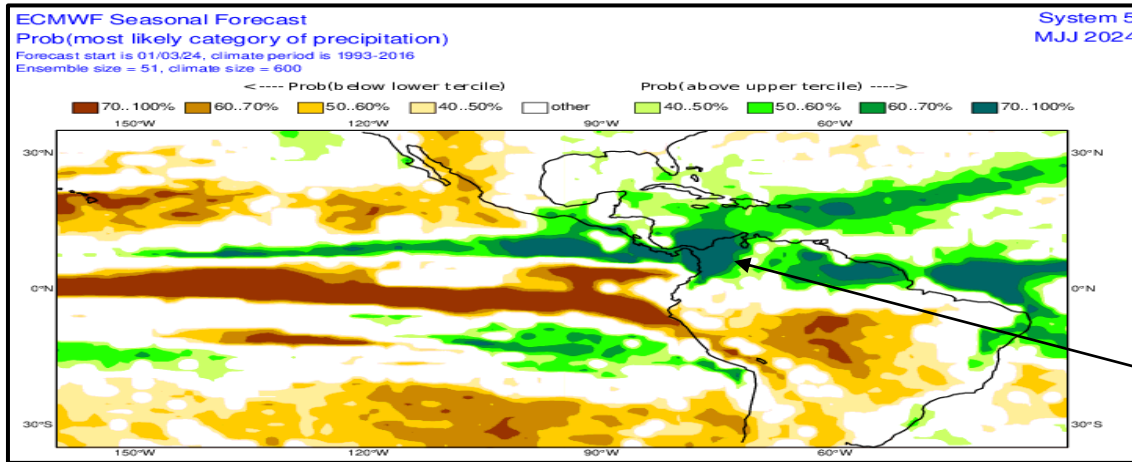 ECMWF Seasonal Forecast
System 5
Prob(most likely category of precipitation)
MJJ 2024
Forecast start is 01/03/24, climate period is 1993-2016
Ensemble size = 51, climate size = 600
<---- Prob(below lower tercile)
Prob(above upper tercile) ---->
70..100% 60..70% 50..60% 40..50% other 40..50% 50..60% 60..70% 70..100%
150°W 120°W 90°W 60°W
30°N 30°N
0°N 0°N
30°S 30°S
150°W 120°W 90°W 60°W